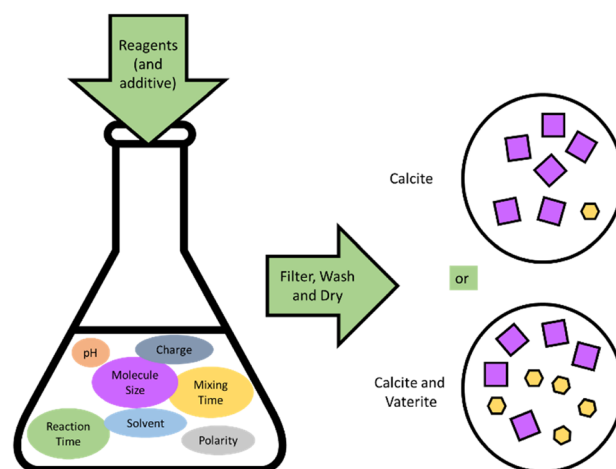 Reagents
(and
additive)
Calcite
Filter, Wash
and Dry
or
pH
Charge
Molecule
Size
Mixing
Time
Calcite and
Vaterite
Reaction
Time
Solvent
Polarity